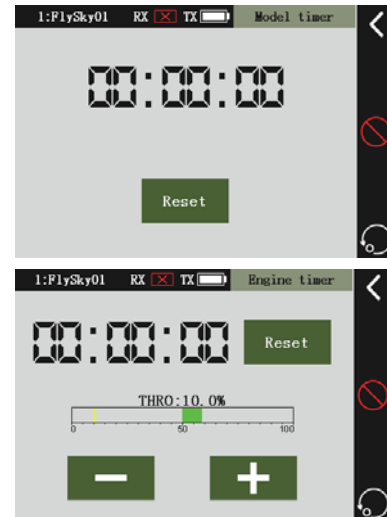 1:FlySky01 RX TX Model timer
00:00:00
Reset
1:FlySky01 RX TX Engine timer
00:00:00 Reset
THRO:10.0%
0 50 100